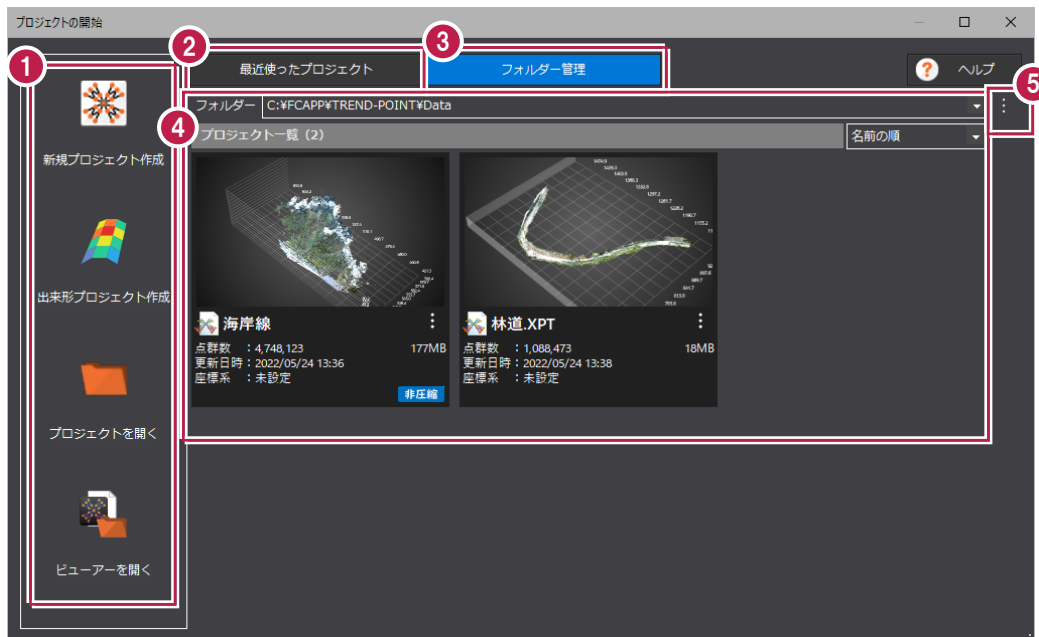 プロジェクトの開始
1
2
3
4
5
最近使ったプロジェクト
フォルダー管理
ヘルプ
フォルダー C:¥FCAPP¥TREND-POINT¥Data
プロジェクト一覧（2）
名前の順
新規プロジェクト作成
出来形プロジェクト作成
プロジェクトを開く
ビューアーを開く
海岸線
点群数 ：4,748,123 177MB
更新日時：2022/05/24 13:36
座標系 ：未設定
非圧縮
林道.XPT
点群数 ：1,088,473 18MB
更新日時：2022/05/24 13:38
座標系 ：未設定